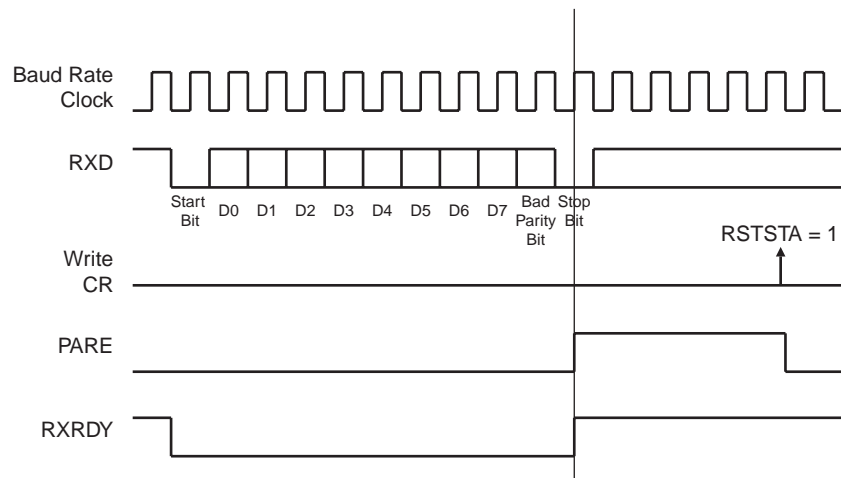 Baud Rate
Clock
RXD
Start
Bit
D0
D1
D2
D3
D4
D5
D6
D7
Bad
Parity
Bit
Stop
Bit
RSTSTA = 1
Write
CR
PARE
RXRDY